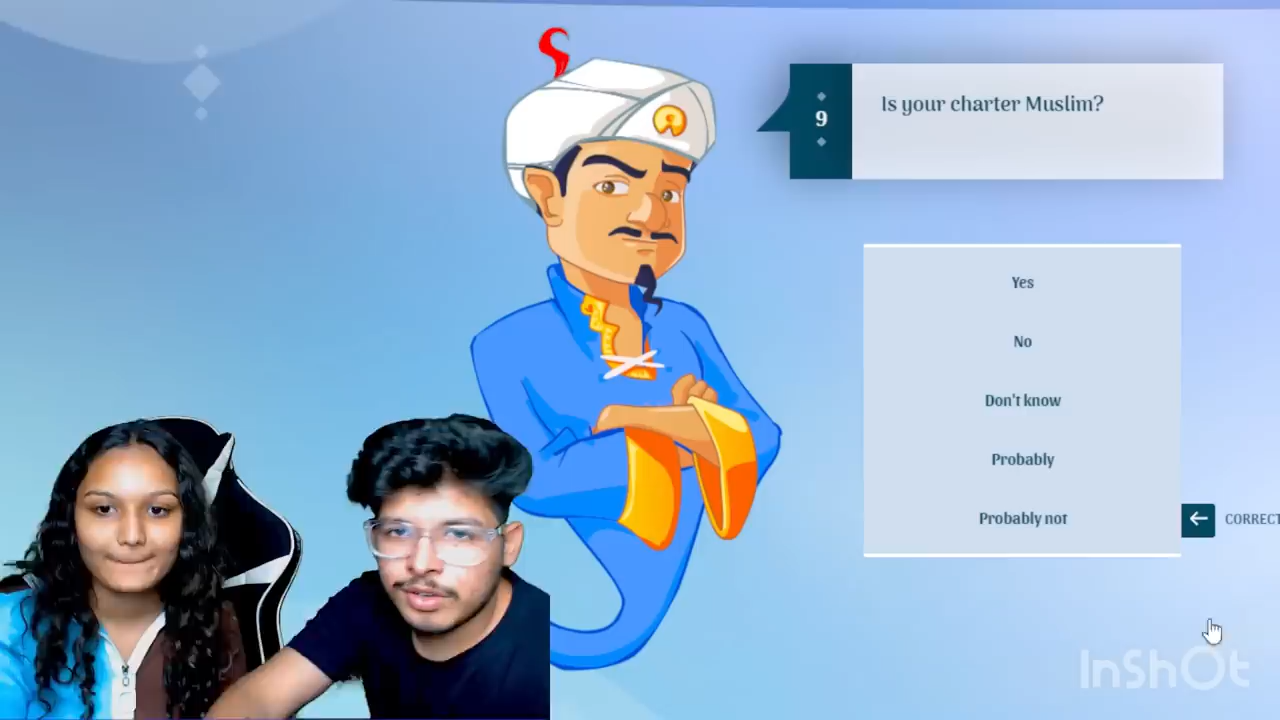 9
Is your charter Muslim?
Yes
No
Don't know
Probably
Probably not
CORRECT
InShOt